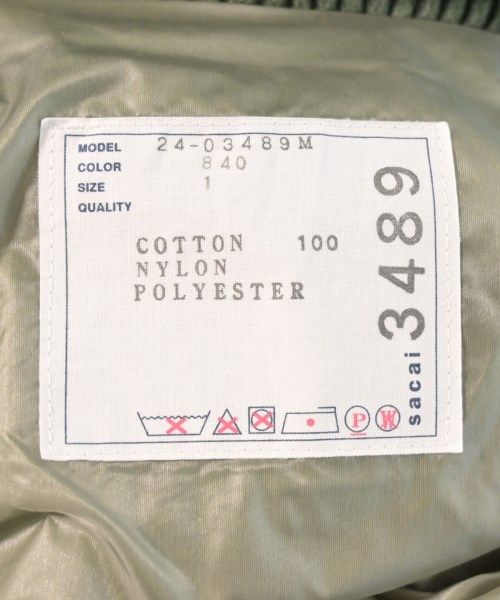 MODEL 24-03489M
COLOR 840
SIZE 1
QUALITY
COTTON 100
NYLON
POLYESTER
sacai 3489
P
W